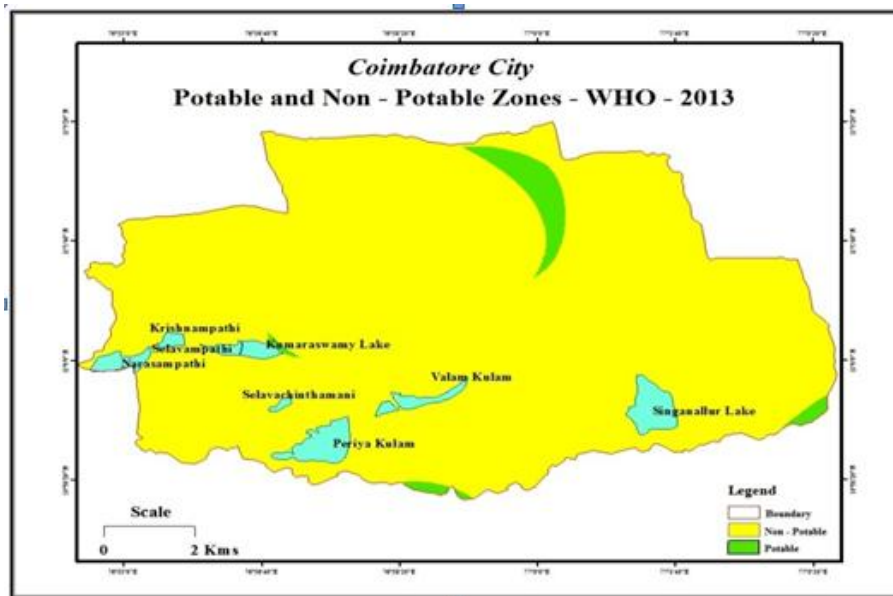 Coimbatore City
Potable and Non - Potable Zones - WHO - 2013
Krishnampathi
Selavampathi
Kumaraswamy Lake
Narasampathi
Valam Kulam
Selavachinthamani
Singanallur Lake
Periya Kulam
Scale
0 2 Kms
Legend
Boundary
Non - Potable
Potable